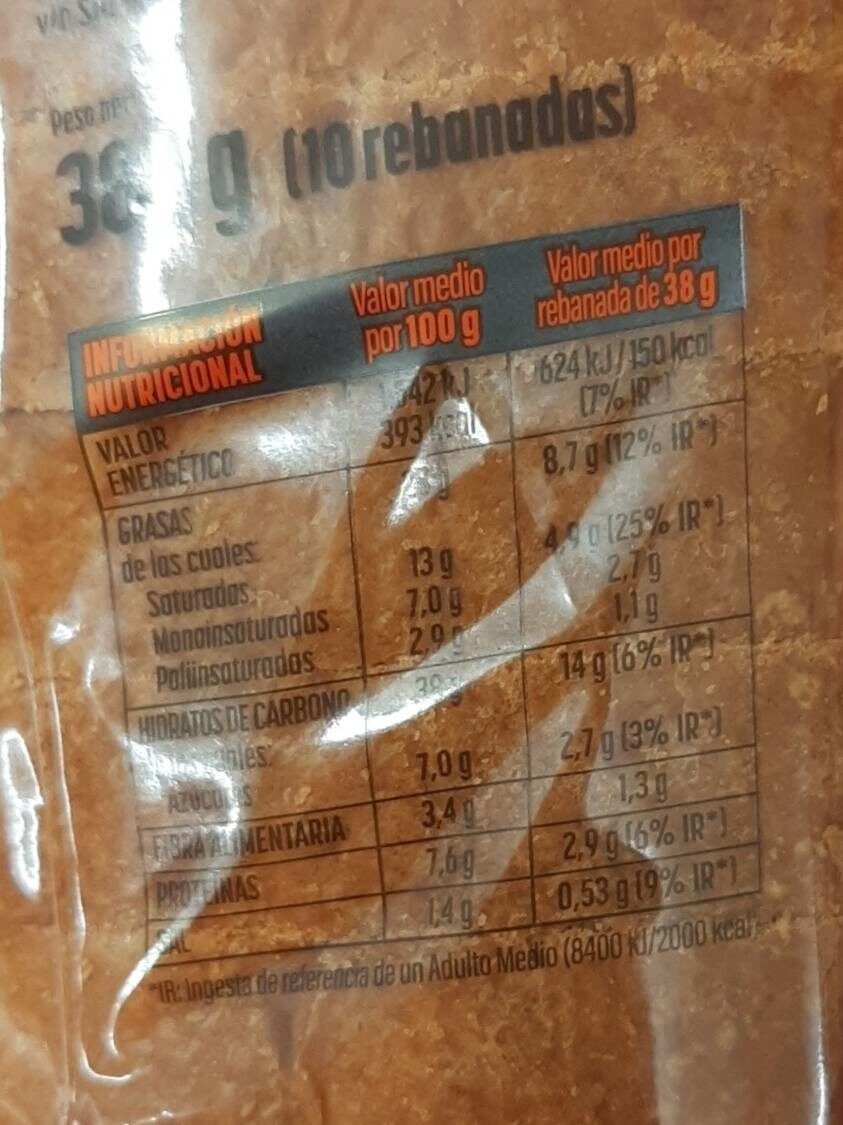 Peso
g (10 rebanadas)
INFORMACIÓN NUTRICIONAL Valor medio por 100 g Valor medio por rebanada de 38 g
VALOR ENERGÉTICO 393 kcal 624 kJ/150 kcal (7% IR*)
GRASAS 8,7 g (12% IR*)
de las cuales:
Saturadas 13 g 4,9 g (25% IR*)
Monoinsaturadas 7,0 g 2,7 g
Poliinsaturadas 2,9 g 1,1 g
HIDRATOS DE CARBONO 14 g (6% IR*)
AZÚCARES 7,0 g 2,7 g (3% IR*)
FIBRA ALIMENTARIA 3,4 g 1,3 g
PROTEÍNAS 7,6 g 2,9 g (6% IR*)
SAL 1,4 g 0,53 g (9% IR*)
*IR: Ingesta de referencia de un Adulto Medio (8400 kJ/2000 kcal)